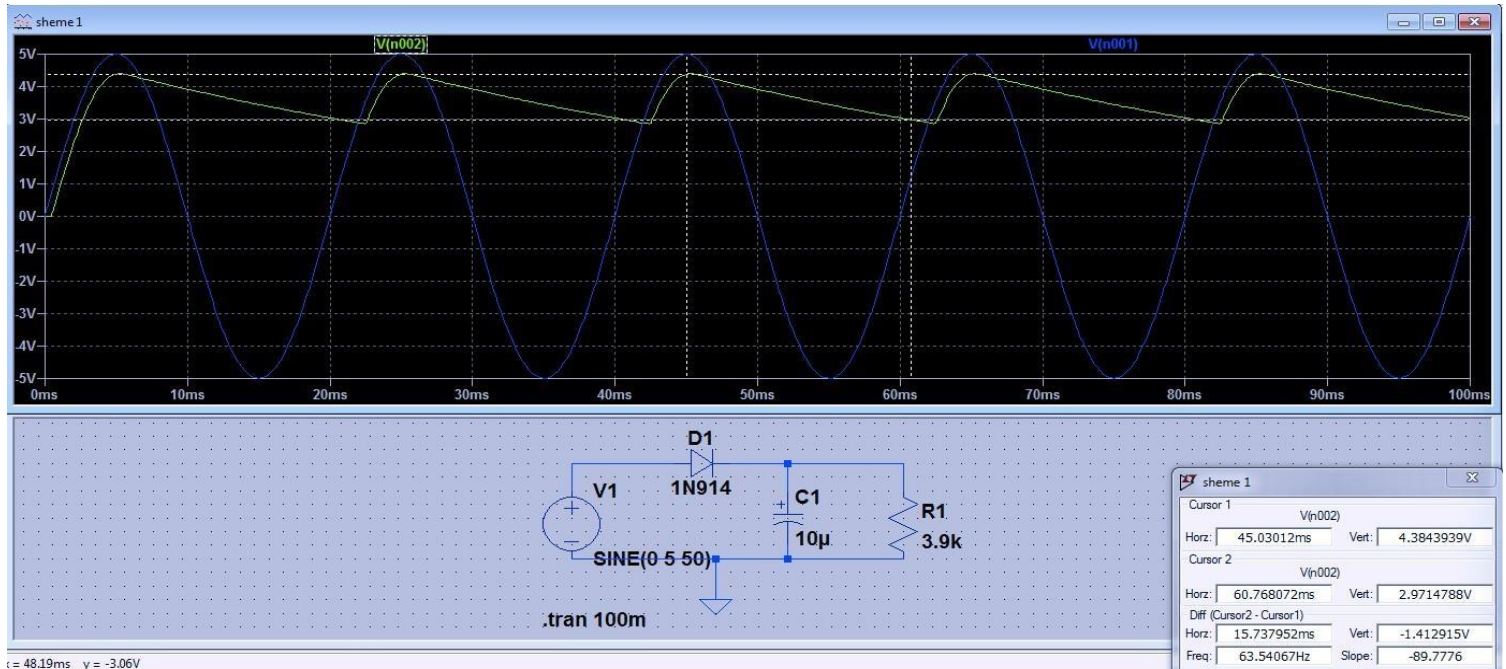 sheme 1
V(n002)
V(n001)
5V
4V
3V
2V
1V
0V
-1V
-2V
-3V
-4V
-5V
0ms
10ms
20ms
30ms
40ms
50ms
60ms
70ms
80ms
90ms
100ms
D1
1N914
V1
SINE(0 5 50)
C1
10µ
R1
3.9k
.tran 100m
sheme 1
Cursor 1
V(n002)
Horz: 45.03012ms Vert: 4.3843939V
Cursor 2
V(n002)
Horz: 60.768072ms Vert: 2.9714788V
Diff (Cursor2 - Cursor1)
Horz: 15.737952ms Vert: -1.412915V
Freq: 63.54067Hz Slope: -89.7776
= 48.19ms y = -3.06V